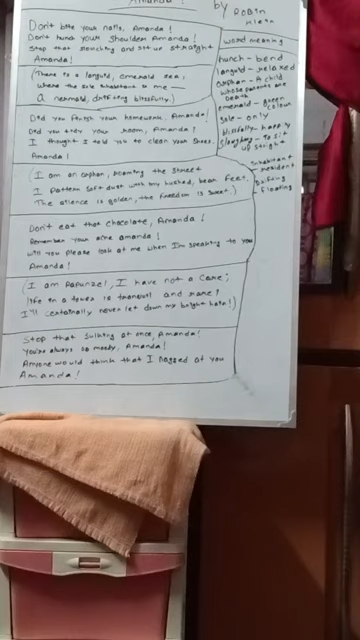 Amanda!
by Robin
Klein
Don't bite your nails, Amanda!
Don't hunch your shoulders Amanda!
Stop that slouching and sit up straight
Amanda!
(There is a languid, emerald sea,
where the sole inhabitant is me—
A mermaid, drifting blissfully)
Did you finish your homework, Amanda!
Did you tidy your room, Amanda!
I thought I told you to clean your shoes,
Amanda!
(I am an orphan, roaming the street
I pattern soft dust with my hushed, bear feet.
The silence is golden, the freedom is sweet.)
Don't eat that chocolate, Amanda!
Remember your acne amanda!
will you please look at me when I'm speaking to you
Amanda!
(I am Rapunzel, I have not a care;
life in a tower is tranquil and rare;
I'll certainally never let down my bright hair!)
Stop that sulking at once Amanda!
You're always so moody, Amanda!
Anyone would think that I nagged at you
Amanda!
word meaning
hunch - bend
languid - relaxed
orphan - A child
whose parents are
Death
emerald - green
colour
sole - only
blissfully - happily
slouching - to sit
up straight
Inhabitant
- resident
Drifting
- floating